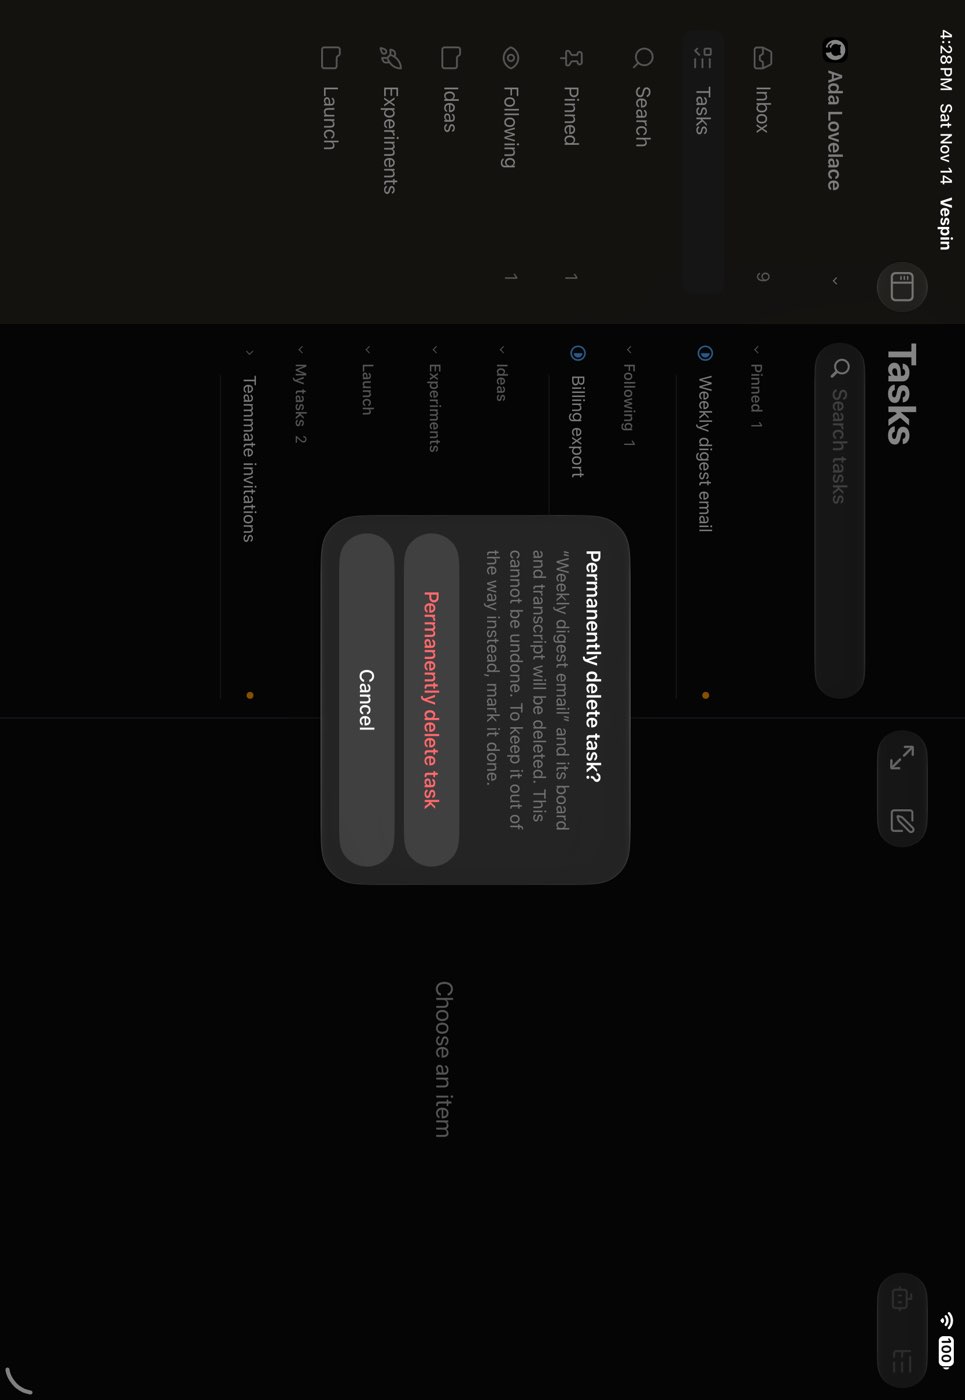 4:28 PM Sat Nov 14 Vespin
100
Ada Lovelace
Inbox 9
Tasks
Search
Pinned 1
Following 1
Ideas
Experiments
Launch
Tasks
Search tasks
Pinned 1
Weekly digest email
Following 1
Billing export
Ideas
Experiments
Launch
My tasks 2
Teammate invitations
Permanently delete task?
“Weekly digest email” and its board
and transcript will be deleted. This
cannot be undone. To keep it out of
the way instead, mark it done.
Permanently delete task
Cancel
Choose an item